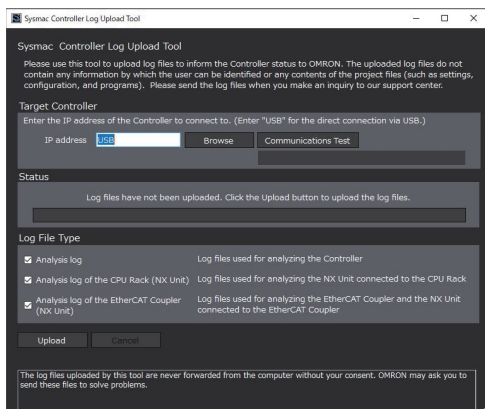 Sysmac Controller Log Upload Tool
Sysmac Controller Log Upload Tool
Please use this tool to upload log files to inform the Controller status to OMRON. The uploaded log files do not
contain any information by which the user can be identified or any contents of the project files (such as settings,
configuration, and programs). Please send the log files when you make an inquiry to our support center.
Target Controller
Enter the IP address of the Controller to connect to. (Enter "USB" for the direct connection via USB.)
IP address USB Browse Communications Test
Status
Log files have not been uploaded. Click the Upload button to upload the log files.
Log File Type
Analysis log Log files used for analyzing the Controller
Analysis log of the CPU Rack (NX Unit) Log files used for analyzing the NX Unit connected to the CPU Rack
Analysis log of the EtherCAT Coupler Log files used for analyzing the EtherCAT Coupler and the NX Unit
(NX Unit) connected to the EtherCAT Coupler
Upload Cancel
The log files uploaded by this tool are never forwarded from the computer without your consent. OMRON may ask you to
send these files to solve problems.